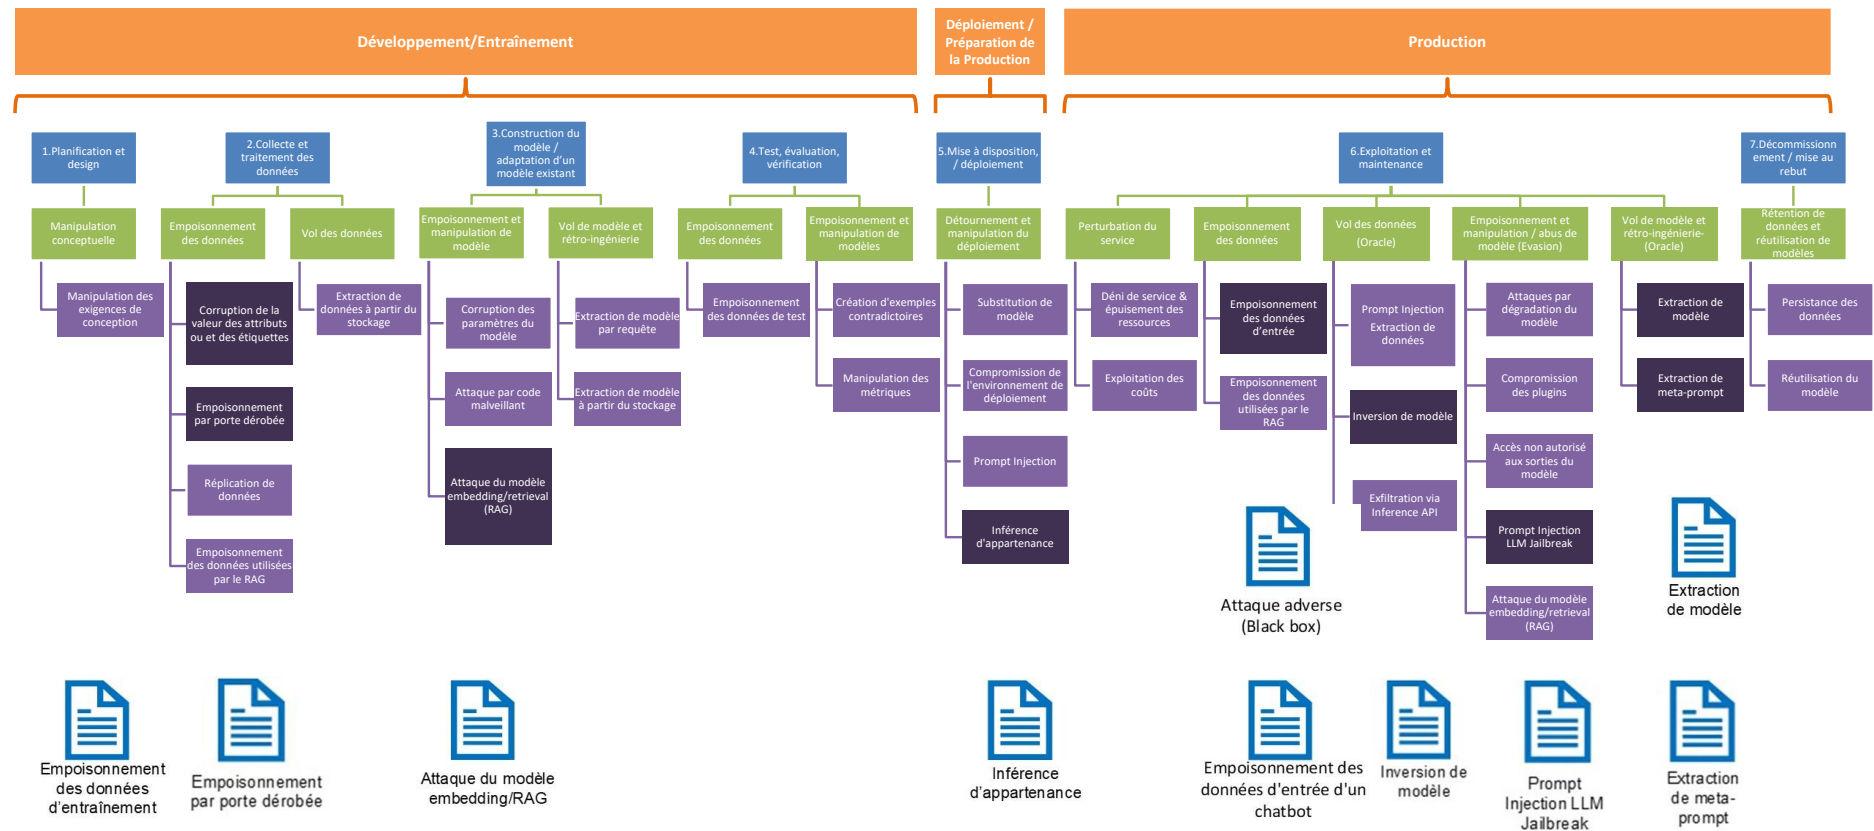 Développement/Entraînement
Déploiement /
Préparation de
la Production
Production
1.Planification et
design
2.Collecte et
traitement des
données
3.Construction du
modèle /
adaptation d'un
modèle existant
4.Test, évaluation,
vérification
5.Mise à disposition,
/ déploiement
6.Exploitation et
maintenance
7.Décommissionn
ement / mise au
rebut
Manipulation
conceptuelle
Empoisonnement
des données
Vol des données
Empoisonnement et
manipulation de
modèle
Vol de modèle et
rétro-ingénierie
Empoisonnement
des données
Empoisonnement et
manipulation de
modèles
Détournement et
manipulation du
déploiement
Perturbation du
service
Empoisonnement
des données
Vol des données
(Oracle)
Empoisonnement et
manipulation / abus de
modèle (Evasion)
Vol de modèle et
rétro-ingénierie-
(Oracle)
Rétention de
données et
réutilisation de
modèles
Manipulation des
exigences de
conception
Corruption de la
valeur des attributs
ou et des étiquettes
Empoisonnement
par porte dérobée
Réplication de
données
Empoisonnement
des données utilisées
par le RAG
Extraction de
données à partir du
stockage
Corruption des
paramètres du
modèle
Attaque par code
malveillant
Attaque du modèle
embedding/retrieval
(RAG)
Extraction de modèle
par requête
Extraction de modèle
à partir du stockage
Empoisonnement
des données de test
Création d'exemples
contradictoires
Manipulation des
métriques
Substitution de
modèle
Compromission de
l'environnement de
déploiement
Prompt Injection
Inférence
d'appartenance
Déni de service &
épuisement des
ressources
Exploitation des
coûts
Empoisonnement
des données
d'entrée
Empoisonnement
des données
utilisées par le
RAG
Prompt Injection
Extraction de
données
Inversion de modèle
Exfiltration via
Inference API
Attaques par
dégradation du
modèle
Compromission
des plugins
Accès non autorisé
aux sorties du
modèle
Prompt Injection
LLM Jailbreak
Attaque du modèle
embedding/retrieval
(RAG)
Extraction de
modèle
Extraction de
meta-prompt
Persistance des
données
Réutilisation du
modèle
Attaque adverse
(Black box)
Extraction
de modèle
Empoisonnement
des données
d'entraînement
Empoisonnement
par porte dérobée
Attaque du modèle
embedding/RAG
Inférence
d'appartenance
Empoisonnement des
données d'entrée d'un
chatbot
Inversion de
modèle
Prompt
Injection LLM
Jailbreak
Extraction
de meta-
prompt